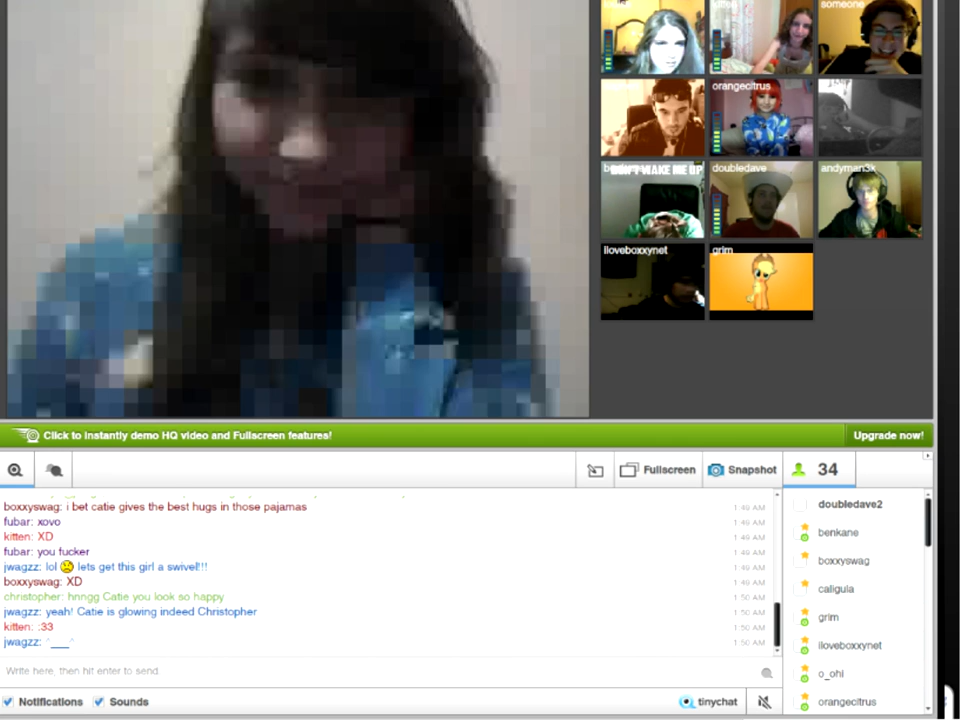 someone
orangecitrus
DON'T WAKE ME UP
doubledave
andyman3k
iloveboxxynet
grim
Click to instantly demo HQ video and Fullscreen features!
Upgrade now!
Fullscreen
Snapshot
34
boxxyswag: i bet catie gives the best hugs in those pajamas
1:49 AM
fubar: xovo
1:49 AM
kitten: XD
1:49 AM
fubar: you fucker
1:49 AM
jwagzz: lol lets get this girl a swivel!!!
1:49 AM
boxxyswag: XD
1:49 AM
christopher: hnngg Catie you look so happy
1:50 AM
jwagzz: yeah! Catie is glowing indeed Christopher
1:50 AM
kitten: :33
1:50 AM
jwagzz: ^___^
1:50 AM
Write here, then hit enter to send
Notifications
Sounds
tinychat
doubledave2
benkane
boxxyswag
caligula
grim
iloveboxxynet
o_ohi
orangecitrus